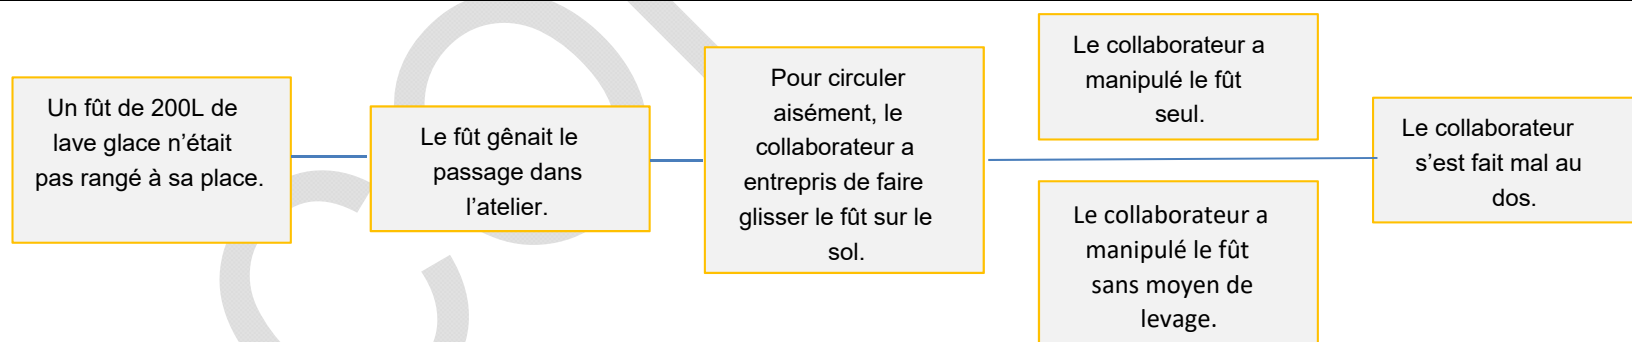 Un fût de 200L de
lave glace n’était
pas rangé à sa place.
Le fût gênait le
passage dans
l’atelier.
Pour circuler
aisément, le
collaborateur a
entrepris de faire
glisser le fût sur le
sol.
Le collaborateur a
manipulé le fût
seul.
Le collaborateur a
manipulé le fût
sans moyen de
levage.
Le collaborateur
s’est fait mal au
dos.